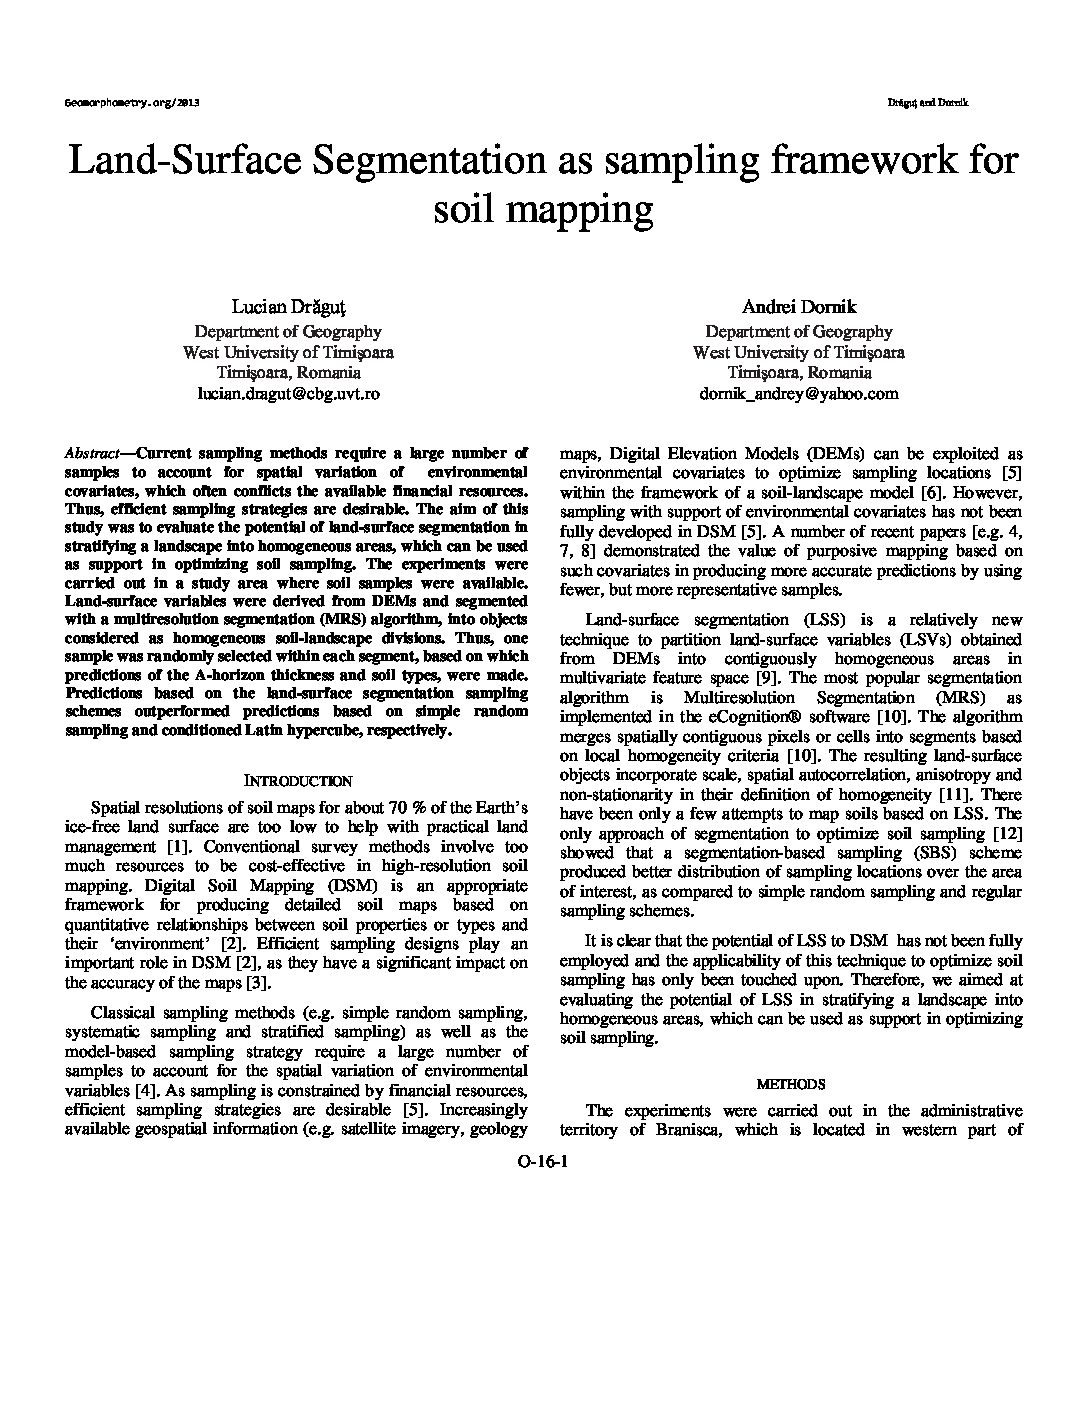 Geomorphometry.org/2013
Drăguţ and Dornik
Land-Surface Segmentation as sampling framework for
soil mapping
Lucian Drăguţ
Department of Geography
West University of Timişoara
Timişoara, Romania
lucian.dragut@cbg.uvt.ro
Andrei Dornik
Department of Geography
West University of Timişoara
Timişoara, Romania
dornik_andrey@yahoo.com
Abstract—Current sampling methods require a large number of
samples to account for spatial variation of environmental
covariates, which often conflicts the available financial resources.
Thus, efficient sampling strategies are desirable. The aim of this
study was to evaluate the potential of land-surface segmentation in
stratifying a landscape into homogeneous areas, which can be used
as support in optimizing soil sampling. The experiments were
carried out in a study area where soil samples were available.
Land-surface variables were derived from DEMs and segmented
with a multiresolution segmentation (MRS) algorithm, into objects
considered as homogeneous soil-landscape divisions. Thus, one
sample was randomly selected within each segment, based on which
predictions of the A-horizon thickness and soil types, were made.
Predictions based on the land-surface segmentation sampling
schemes outperformed predictions based on simple random
sampling and conditioned Latin hypercube, respectively.
INTRODUCTION
Spatial resolutions of soil maps for about 70 % of the Earth's
ice-free land surface are too low to help with practical land
management [1]. Conventional survey methods involve too
much resources to be cost-effective in high-resolution soil
mapping. Digital Soil Mapping (DSM) is an appropriate
framework for producing detailed soil maps based on
quantitative relationships between soil properties or types and
their 'environment' [2]. Efficient sampling designs play an
important role in DSM [2], as they have a significant impact on
the accuracy of the maps [3].
Classical sampling methods (e.g. simple random sampling,
systematic sampling and stratified sampling) as well as the
model-based sampling strategy require a large number of
samples to account for the spatial variation of environmental
variables [4]. As sampling is constrained by financial resources,
efficient sampling strategies are desirable [5]. Increasingly
available geospatial information (e.g. satellite imagery, geology
maps, Digital Elevation Models (DEMs) can be exploited as
environmental covariates to optimize sampling locations [5]
within the framework of a soil-landscape model [6]. However,
sampling with support of environmental covariates has not been
fully developed in DSM [5]. A number of recent papers [e.g. 4,
7, 8] demonstrated the value of purposive mapping based on
such covariates in producing more accurate predictions by using
fewer, but more representative samples.
Land-surface segmentation (LSS) is a relatively new
technique to partition land-surface variables (LSVs) obtained
from DEMs into contiguously homogeneous areas in
multivariate feature space [9]. The most popular segmentation
algorithm is Multiresolution Segmentation (MRS) as
implemented in the eCognition® software [10]. The algorithm
merges spatially contiguous pixels or cells into segments based
on local homogeneity criteria [10]. The resulting land-surface
objects incorporate scale, spatial autocorrelation, anisotropy and
non-stationarity in their definition of homogeneity [11]. There
have been only a few attempts to map soils based on LSS. The
only approach of segmentation to optimize soil sampling [12]
showed that a segmentation-based sampling (SBS) scheme
produced better distribution of sampling locations over the area
of interest, as compared to simple random sampling and regular
sampling schemes.
It is clear that the potential of LSS to DSM has not been fully
employed and the applicability of this technique to optimize soil
sampling has only been touched upon. Therefore, we aimed at
evaluating the potential of LSS in stratifying a landscape into
homogeneous areas, which can be used as support in optimizing
soil sampling.
METHODS
The experiments were carried out in the administrative
territory of Branisca, which is located in western part of
O-16-1